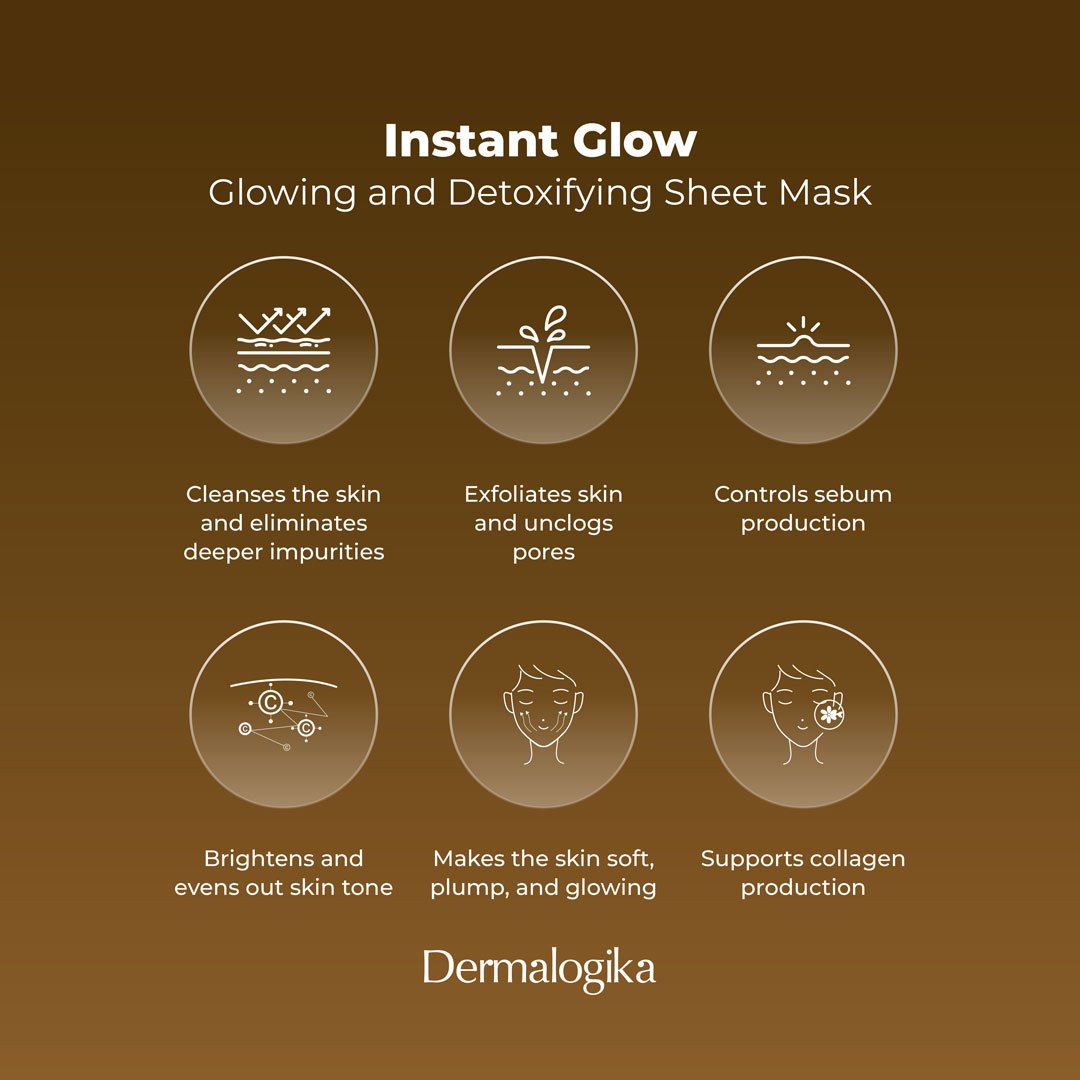 Instant Glow
Glowing and Detoxifying Sheet Mask
Cleanses the skin
and eliminates
deeper impurities
Exfoliates skin
and unclogs
pores
Controls sebum
production
C
C
C
C
C
Brightens and
evens out skin tone
Makes the skin soft,
plump, and glowing
Supports collagen
production
Dermalogika